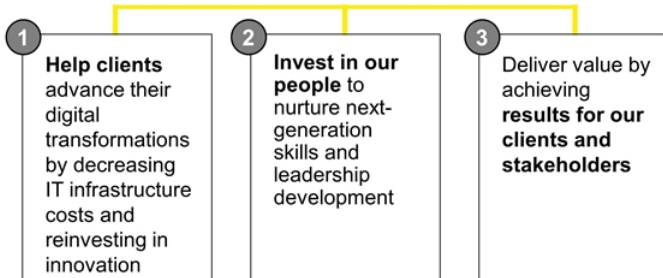 1
Help clients
advance their
digital
transformations
by decreasing
IT infrastructure
costs and
reinvesting in
innovation
2
Invest in our
people to
nurture next-
generation
skills and
leadership
development
3
Deliver value by
achieving
results for our
clients and
stakeholders